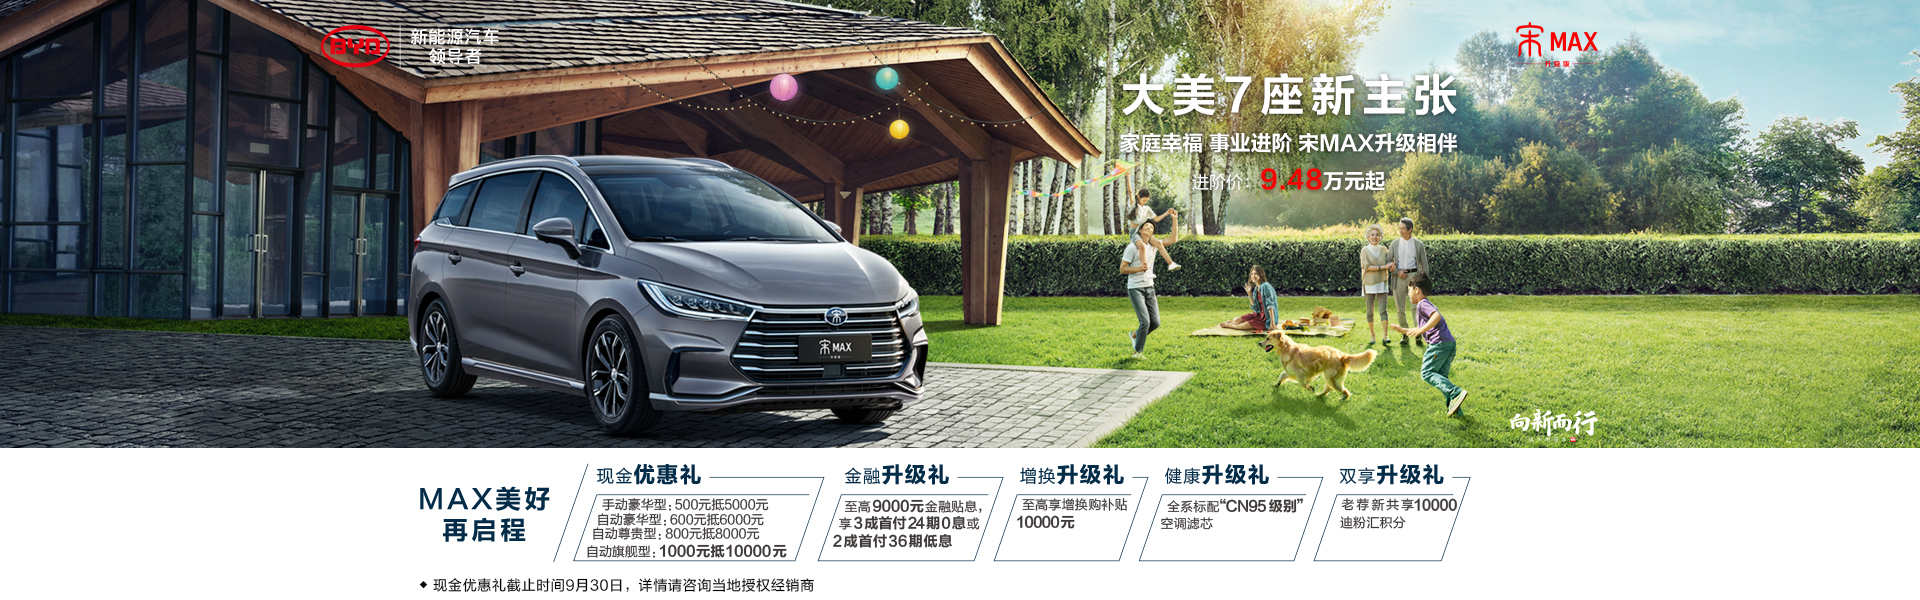 BYD
新能源汽车
领导者
宋MAX
升级版
大美7座新主张
家庭幸福 事业进阶 宋MAX升级相伴
进阶价：9.48万元起
宋MAX
向新而行
MAX美好
再启程
现金优惠礼
手动豪华型：500元抵5000元
自动豪华型：600元抵6000元
自动尊贵型：800元抵8000元
自动旗舰型：1000元抵10000元
金融升级礼
至高9000元金融贴息，
享3成首付24期0息或
2成首付36期低息
增换升级礼
至高享增换购补贴
10000元
健康升级礼
全系标配“CN95级别”
空调滤芯
双享升级礼
老荐新共享10000
迪粉汇积分
◆ 现金优惠礼截止时间9月30日，详情请咨询当地授权经销商